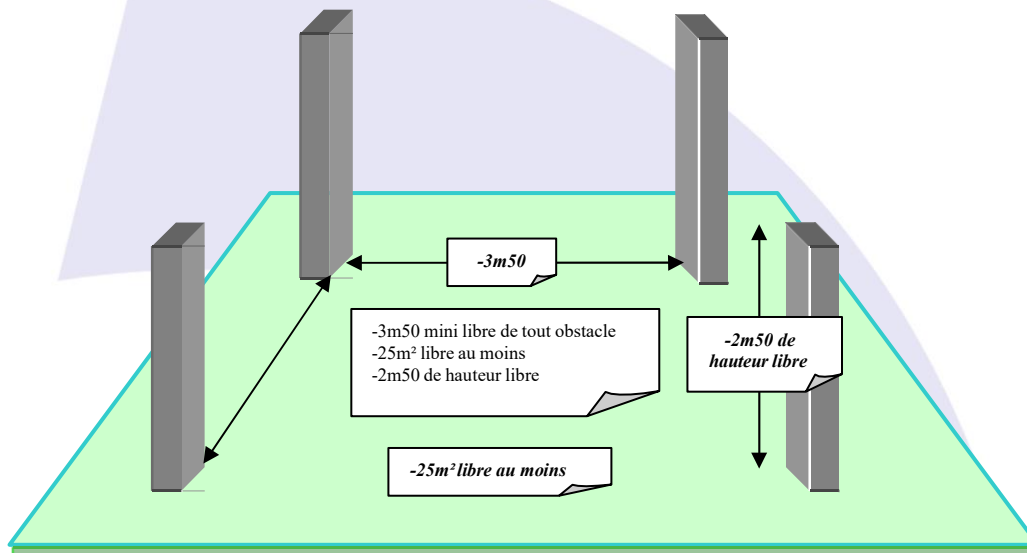 -3m50
-3m50 mini libre de tout obstacle
-25m² libre au moins
-2m50 de hauteur libre
-2m50 de
hauteur libre
-25m² libre au moins